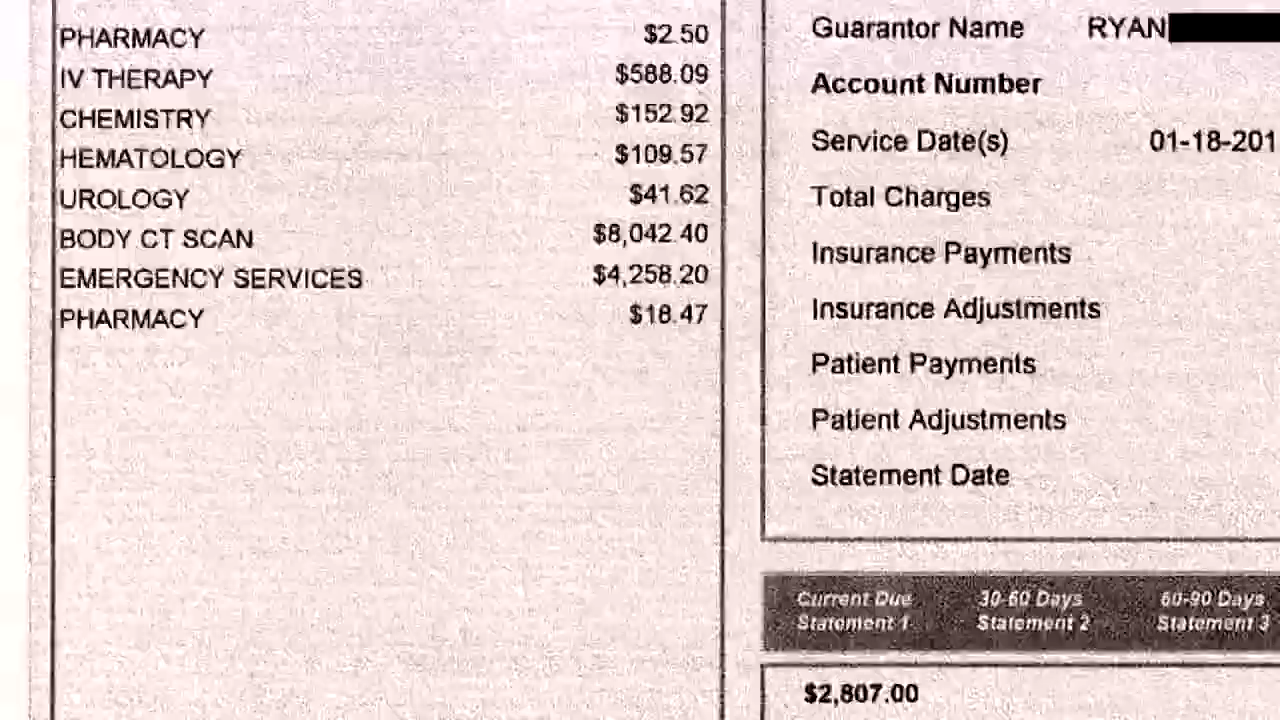 PHARMACY $2.50
IV THERAPY $588.09
CHEMISTRY $152.92
HEMATOLOGY $109.57
UROLOGY $41.62
BODY CT SCAN $8,042.40
EMERGENCY SERVICES $4,258.20
PHARMACY $18.47
Guarantor Name RYAN
Account Number
Service Date(s) 01-18-201
Total Charges
Insurance Payments
Insurance Adjustments
Patient Payments
Patient Adjustments
Statement Date
Current Due 30-60 Days 60-90 Days
Statement 1 Statement 2 Statement 3
$2,807.00